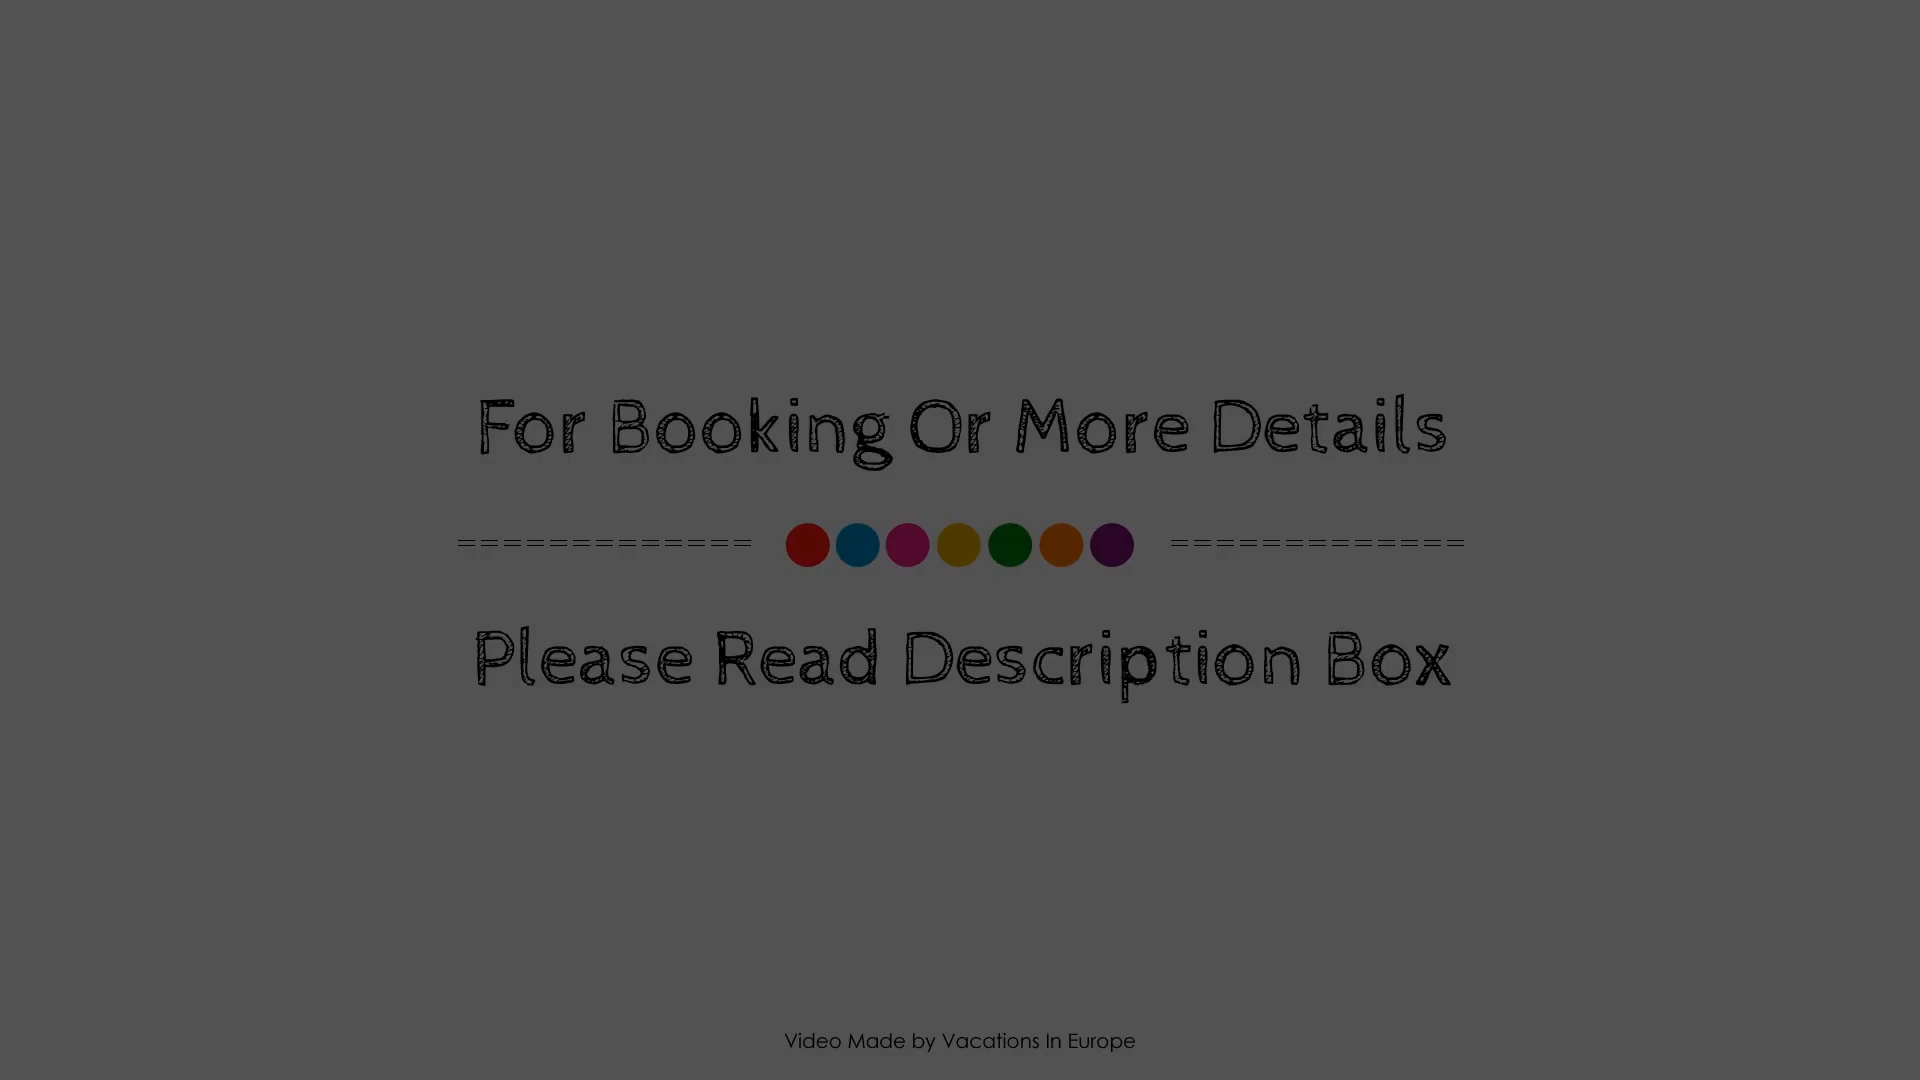 For Booking Or More Details
============= =============
Please Read Description Box
Video Made by Vacations In Europe